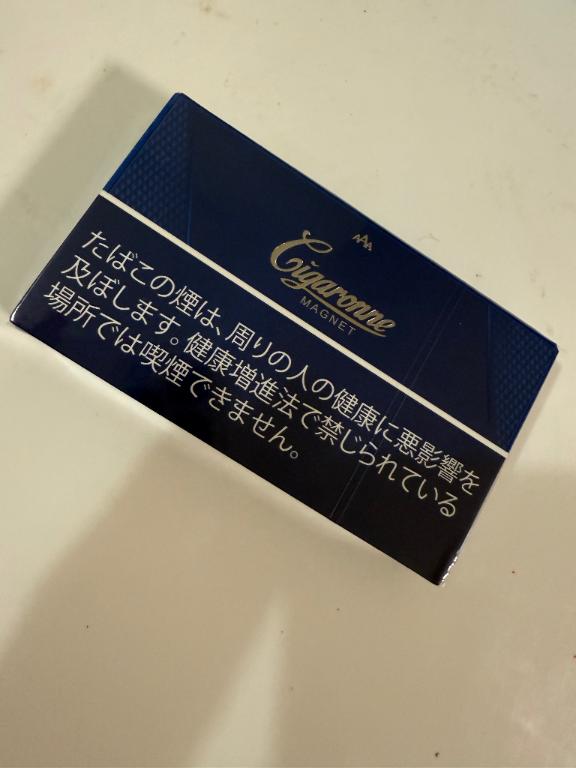 Cigaronne
MAGNET
たばこの煙は、周りの人の健康に悪影響を
及ぼします。健康増進法で禁じられている
場所では喫煙できません。